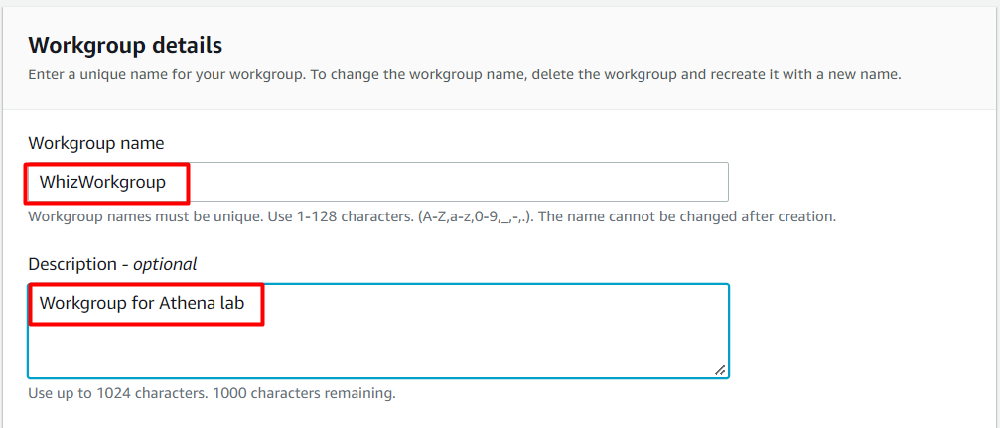 Workgroup details
Enter a unique name for your workgroup. To change the workgroup name, delete the workgroup and recreate it with a new name.
Workgroup name
WhizWorkgroup
Workgroup names must be unique. Use 1-128 characters. (A-Z,a-z,0-9,_,-,.). The name cannot be changed after creation.
Description - optional
Workgroup for Athena lab
Use up to 1024 characters. 1000 characters remaining.